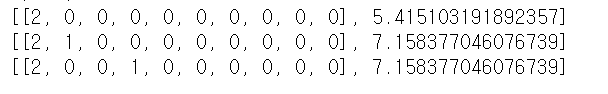 [[2, 0, 0, 0, 0, 0, 0, 0, 0, 0], 5.415103191892357]
[[2, 1, 0, 0, 0, 0, 0, 0, 0, 0], 7.158377046076739]
[[2, 0, 0, 1, 0, 0, 0, 0, 0, 0], 7.158377046076739]